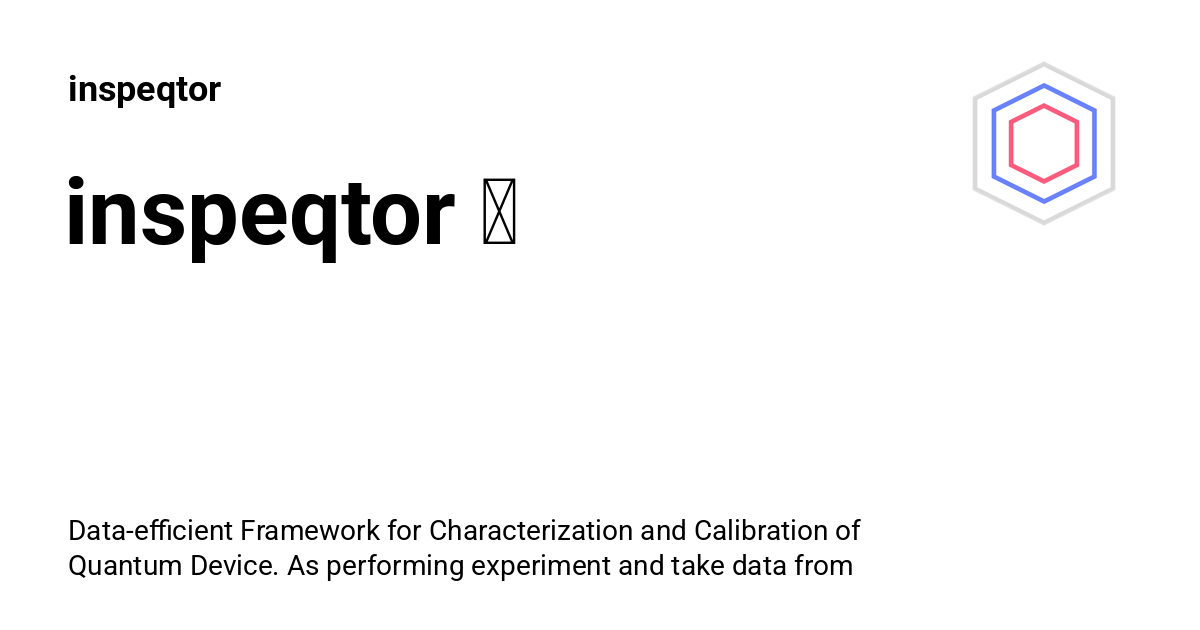 inspeqtor
inspeqtor
Data-efficient Framework for Characterization and Calibration of
Quantum Device. As performing experiment and take data from